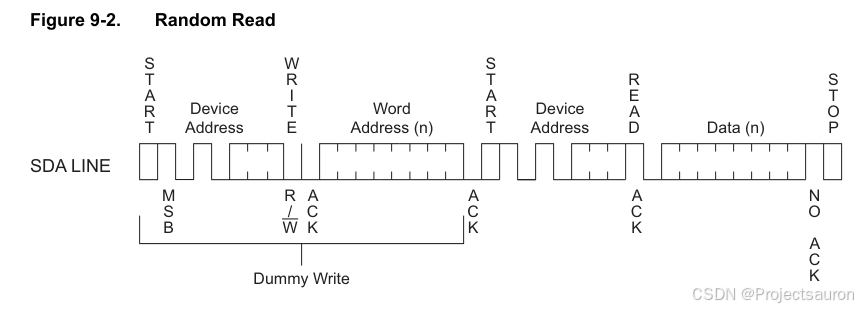 Figure 9-2. Random Read
START
Device Address
WRITE
Word Address (n)
START
Device Address
READ
Data (n)
STOP
SDA LINE
MSB
R/W
ACK
ACK
ACK
NO ACK
Dummy Write
CSDN @Projectsauron